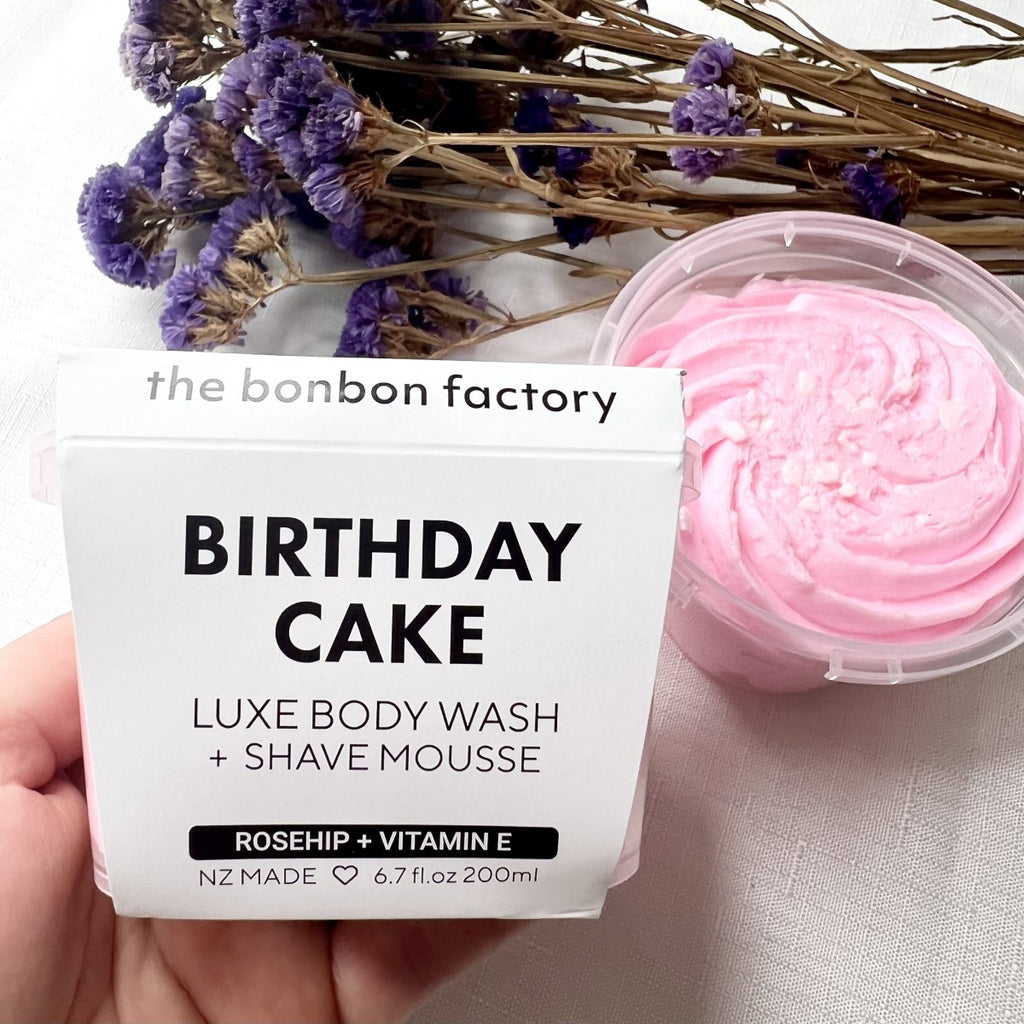 the bonbon factory
BIRTHDAY
CAKE
LUXE BODY WASH
+ SHAVE MOUSSE
ROSEHIP + VITAMIN E
NZ MADE ♡ 6.7 fl.oz 200ml